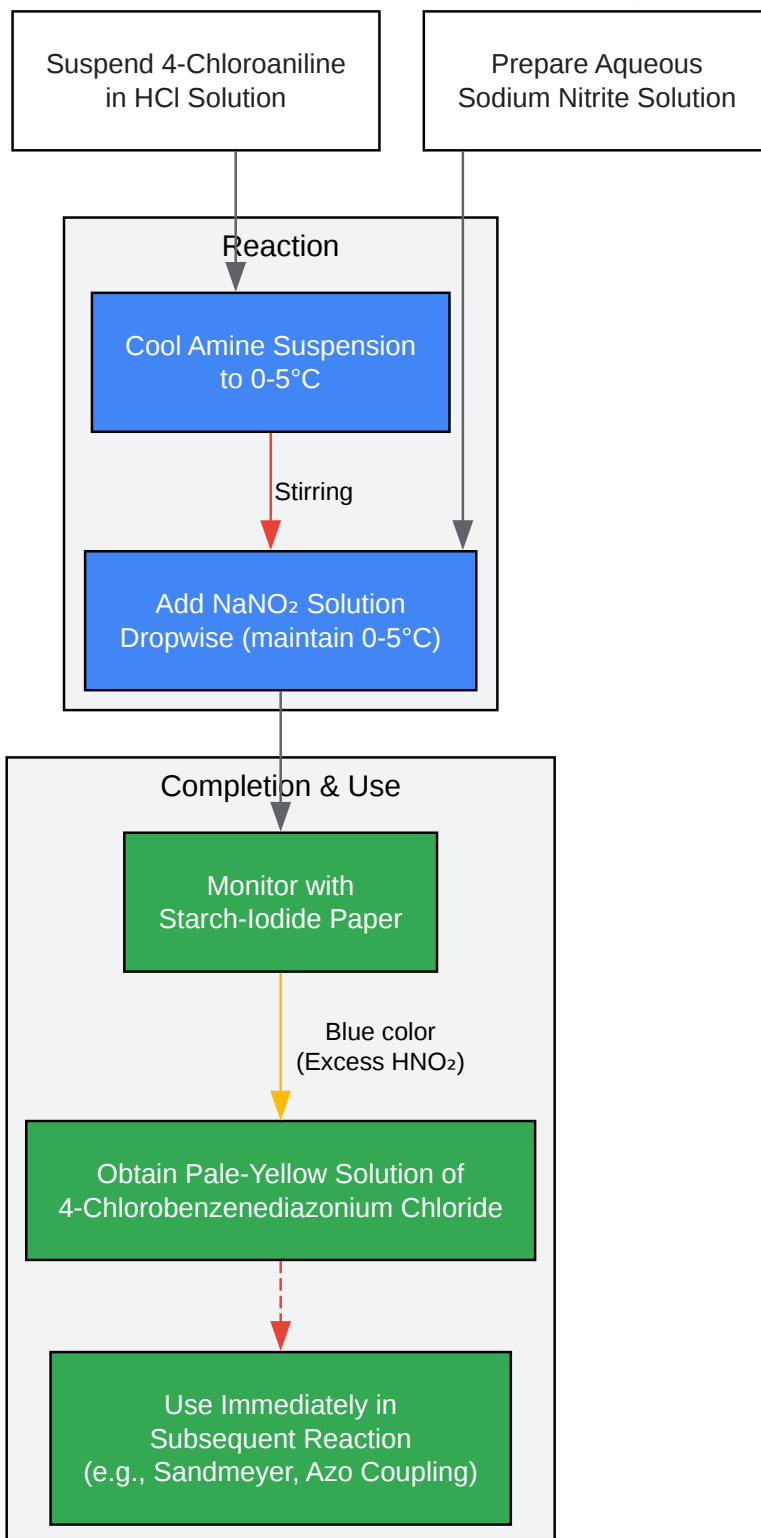 Suspend 4-Chloroaniline
in HCl Solution
Prepare Aqueous
Sodium Nitrite Solution
Reaction
Cool Amine Suspension
to 0-5°C
Stirring
Add NaNO₂ Solution
Dropwise (maintain 0-5°C)
Completion & Use
Monitor with
Starch-Iodide Paper
Blue color
(Excess HNO₂)
Obtain Pale-Yellow Solution of
4-Chlorobenzenediazonium Chloride
Use Immediately in
Subsequent Reaction
(e.g., Sandmeyer, Azo Coupling)